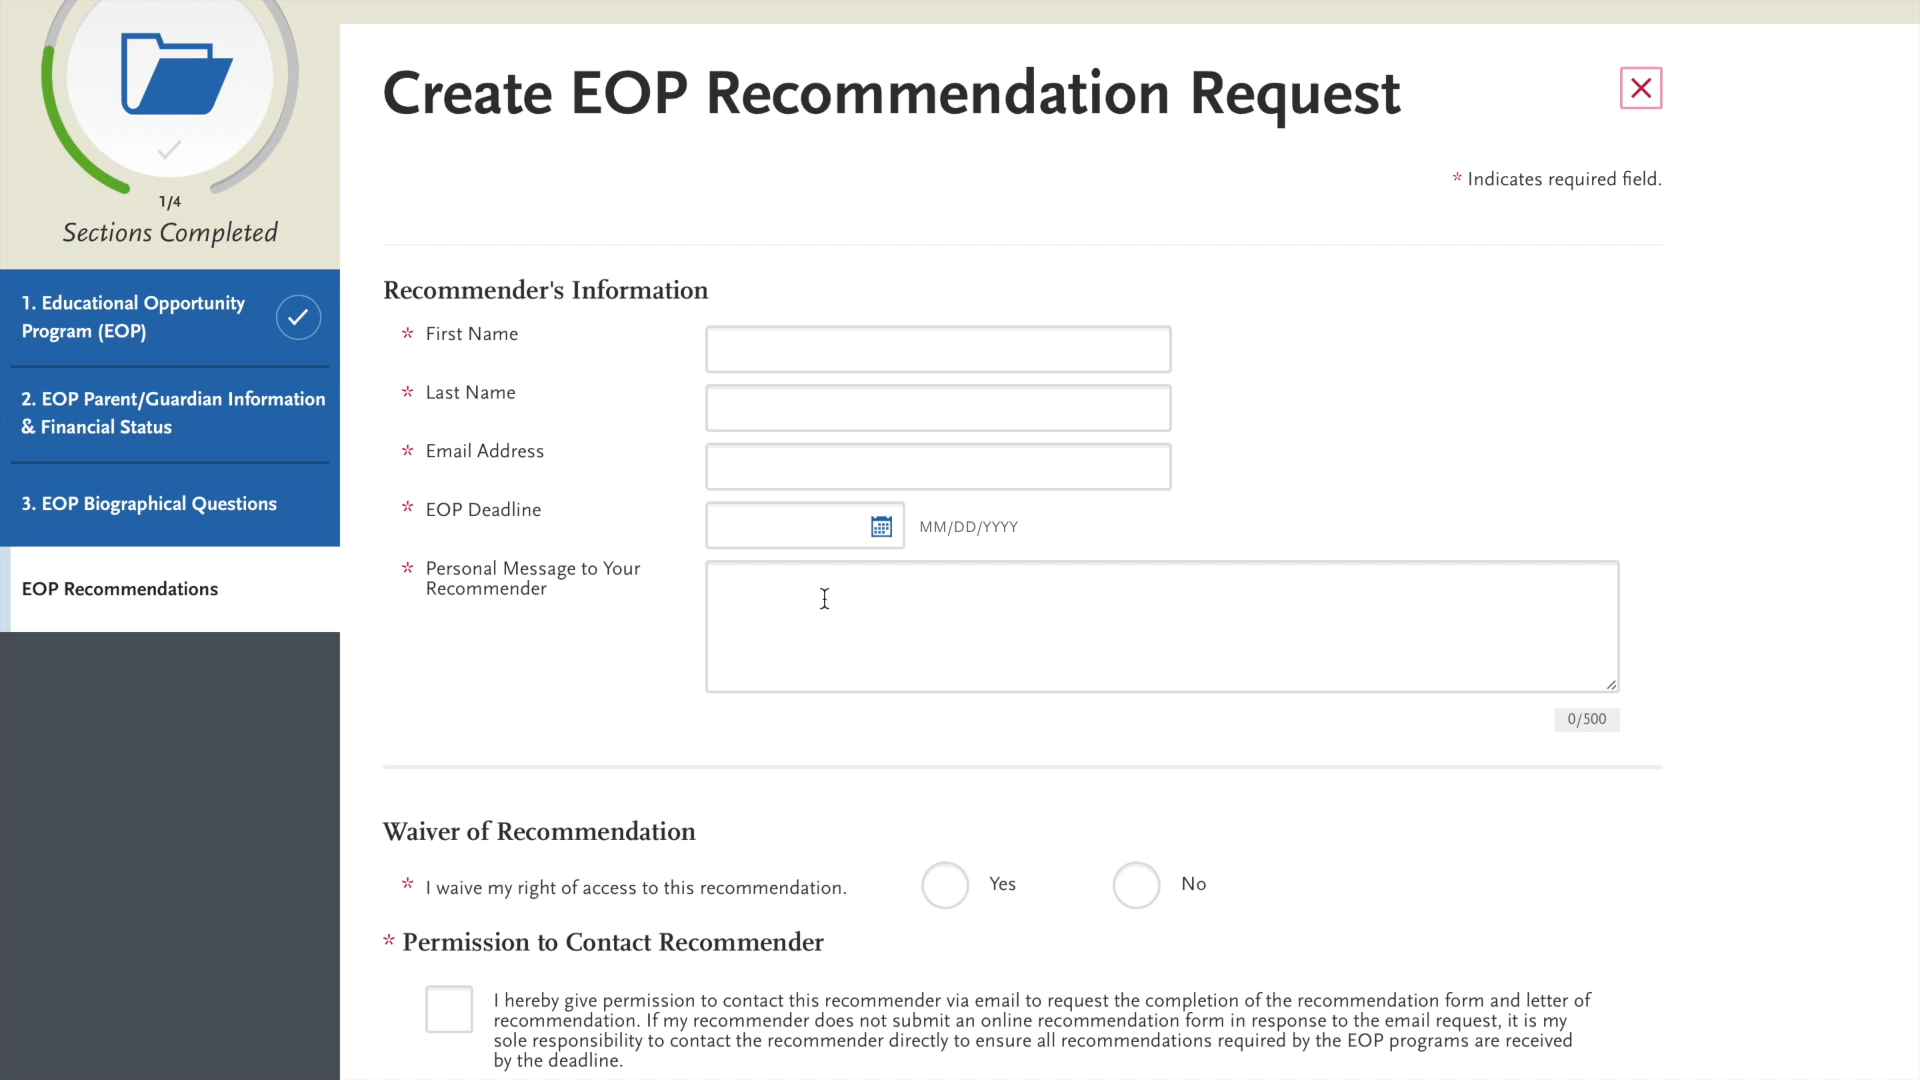 Create EOP Recommendation Request
* Indicates required field.
1/4
Sections Completed
1. Educational Opportunity
Program (EOP)
2. EOP Parent/Guardian Information
& Financial Status
3. EOP Biographical Questions
EOP Recommendations
Recommender's Information
* First Name
* Last Name
* Email Address
* EOP Deadline
MM/DD/YYYY
* Personal Message to Your
Recommender
0/500
Waiver of Recommendation
* I waive my right of access to this recommendation.
Yes
No
* Permission to Contact Recommender
I hereby give permission to contact this recommender via email to request the completion of the recommendation form and letter of
recommendation. If my recommender does not submit an online recommendation form in response to the email request, it is my
sole responsibility to contact the recommender directly to ensure all recommendations required by the EOP programs are received
by the deadline.